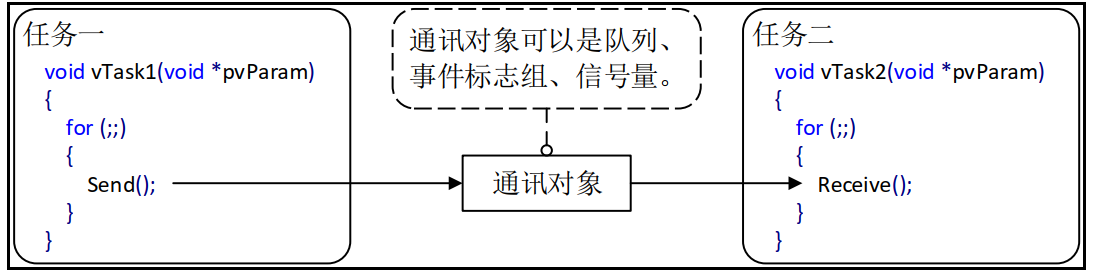 任务一
void vTask1(void *pvParam)
{
for (;;)
{
Send();
}
}
通讯对象可以是队列、
事件标志组、信号量。
通讯对象
任务二
void vTask2(void *pvParam)
{
for (;;)
{
Receive();
}
}